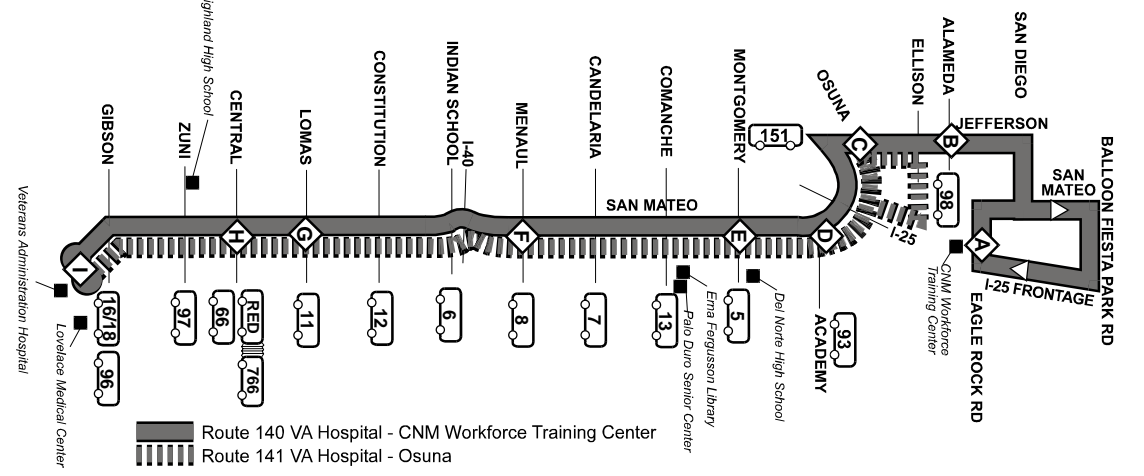 Highland High School
GIBSON
ZUNI
CENTRAL
LOMAS
CONSTITUTION
INDIAN SCHOOL
I-40
MENAUL
CANDELARIA
COMANCHE
MONTGOMERY
OSUNA
ELLISON
ALAMEDA
SAN DIEGO
151
JEFFERSON
C
B
98
SAN
MATEO
BALLOON FIESTA PARK RD
SAN MATEO
I-25
A
I-25 FRONTAGE
CNM Workforce
Training Center
EAGLE ROCK RD
I
H
G
F
E
D
Veterans Administration Hospital
Lovelace Medical Center
16/18
96
97
66
RED
766
11
12
6
8
7
13
5
93
ACADEMY
Erna Fergusson Library
Palo Duro Senior Center
Del Norte High School
Route 140 VA Hospital - CNM Workforce Training Center
Route 141 VA Hospital - Osuna